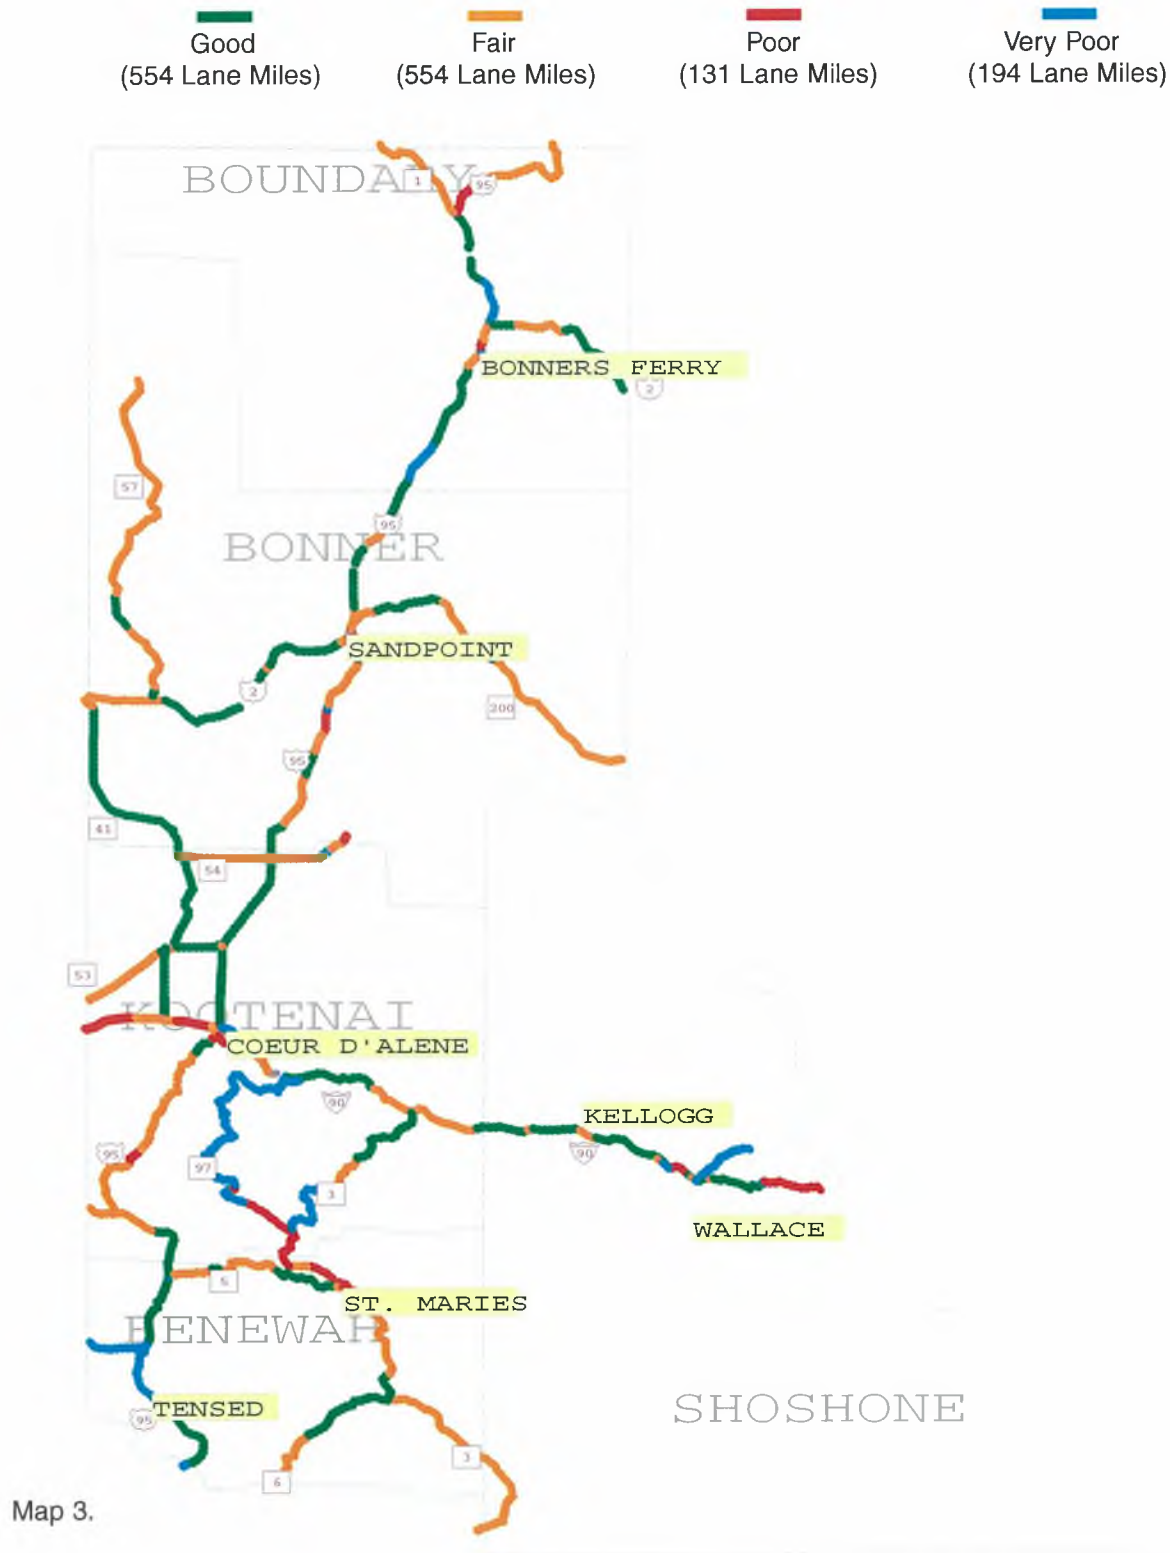 Good
(554 Lane Miles)
Fair
(554 Lane Miles)
Poor
(131 Lane Miles)
Very Poor
(194 Lane Miles)
BOUNDARY
1
95
BONNERS FERRY
2
57
95
BONNER
SANDPOINT
2
200
95
41
54
53
KOOTENAI
COEUR D'ALENE
90
KELLOGG
90
95
97
3
WALLACE
5
ST. MARIES
BENEWAH
TENSED
95
SHOSHONE
3
6
Map 3.